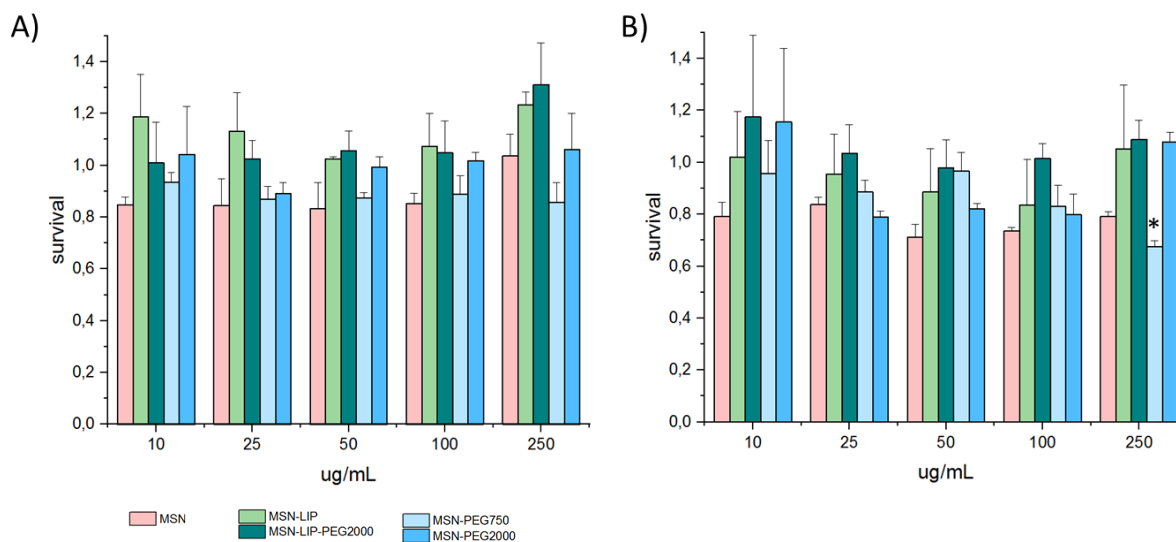 A)
survival
1,4
1,2
1,0
0,8
0,6
0,4
0,2
0,0
10 25 50 100 250
ug/mL
B)
survival
1,4
1,2
1,0
0,8
0,6
0,4
0,2
0,0
*
10 25 50 100 250
ug/mL
MSN
MSN-LIP
MSN-LIP-PEG2000
MSN-PEG750
MSN-PEG2000